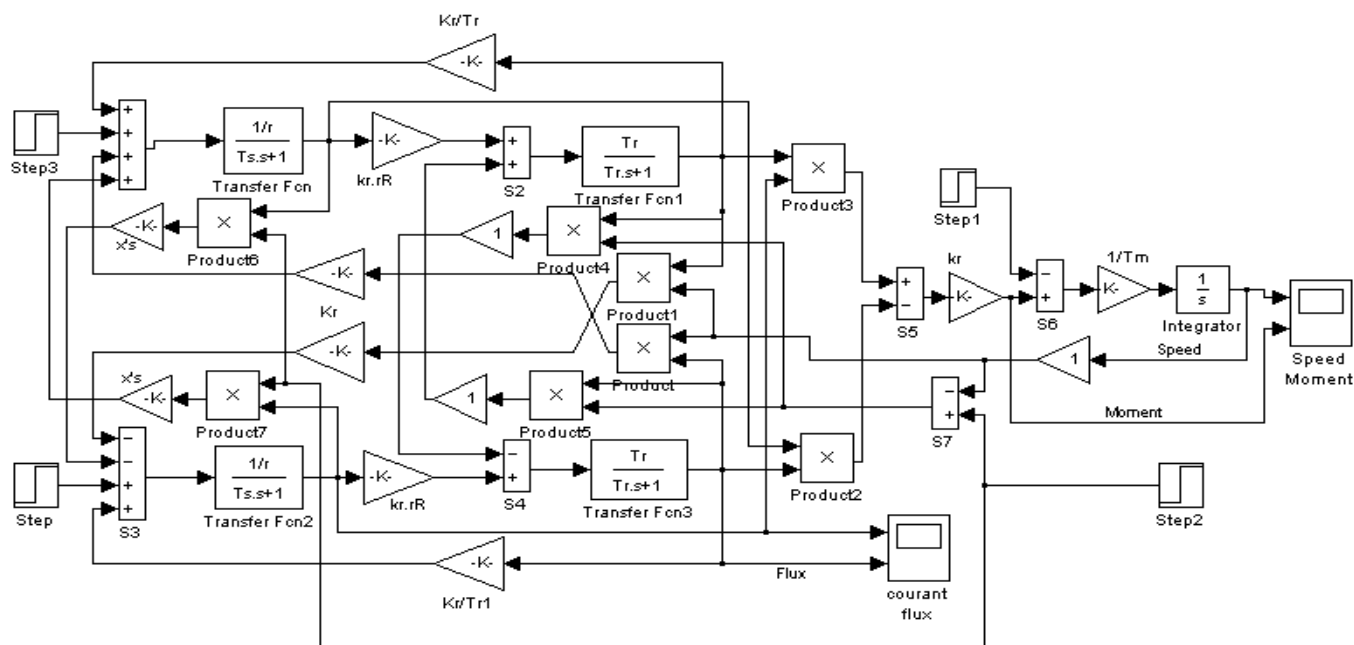 Kr/Tr
-K-
+
+
+
+
Step3
1/r
Ts.s+1
Transfer Fcn
-K-
kr.rR
+
+
S2
Tr
Tr.s+1
Transfer Fcn1
×
Product3
Step1
-K-
x's
×
Product6
1
×
Product4
-K-
Kr
×
Product1
+
−
S5
kr
K-
−
+
S6
1/Tm
K-
1
s
Integrator
Speed
Moment
-K-
×
Product
1
Speed
x's
-K-
×
Product7
1
×
Product5
−
+
S7
Moment
−
−
+
+
S3
Step
1/r
Ts.s+1
Transfer Fcn2
-K-
kr.rR
−
+
S4
Tr
Tr.s+1
Transfer Fcn3
×
Product2
Step2
-K-
Kr/Tr1
Flux
courant
flux